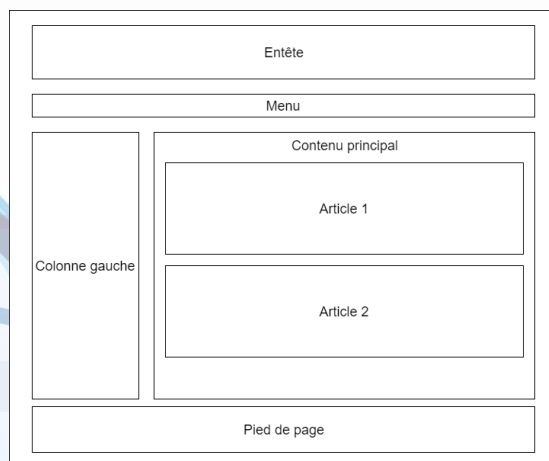 Entête
Menu
Contenu principal
Article 1
Colonne gauche
Article 2
Pied de page